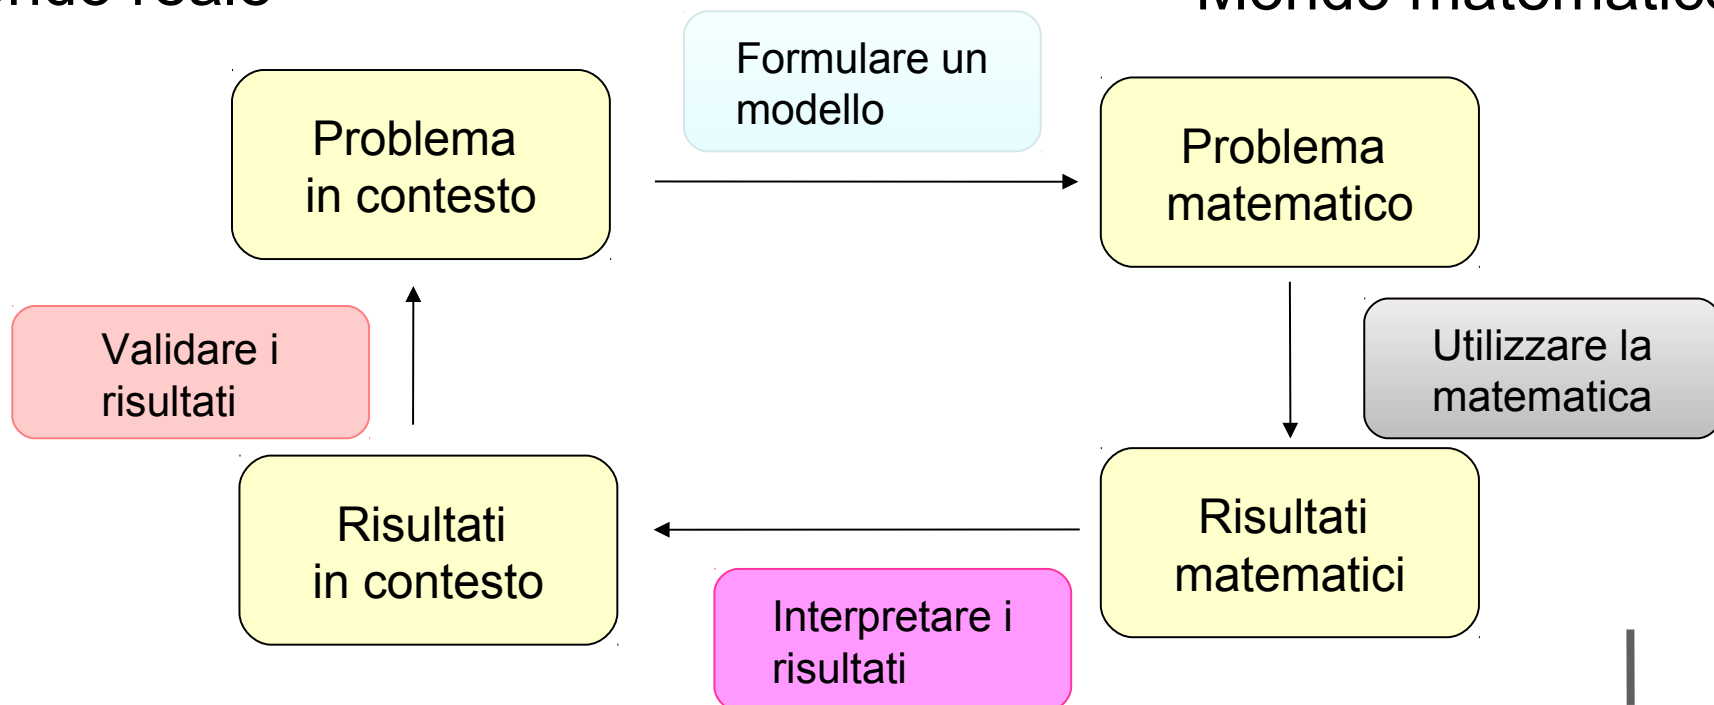 reale
Formulare un
modello
Problema
in contesto
Problema
matematico
Validare i
risultati
Utilizzare la
matematica
Risultati
in contesto
Risultati
matematici
Interpretare i
risultati